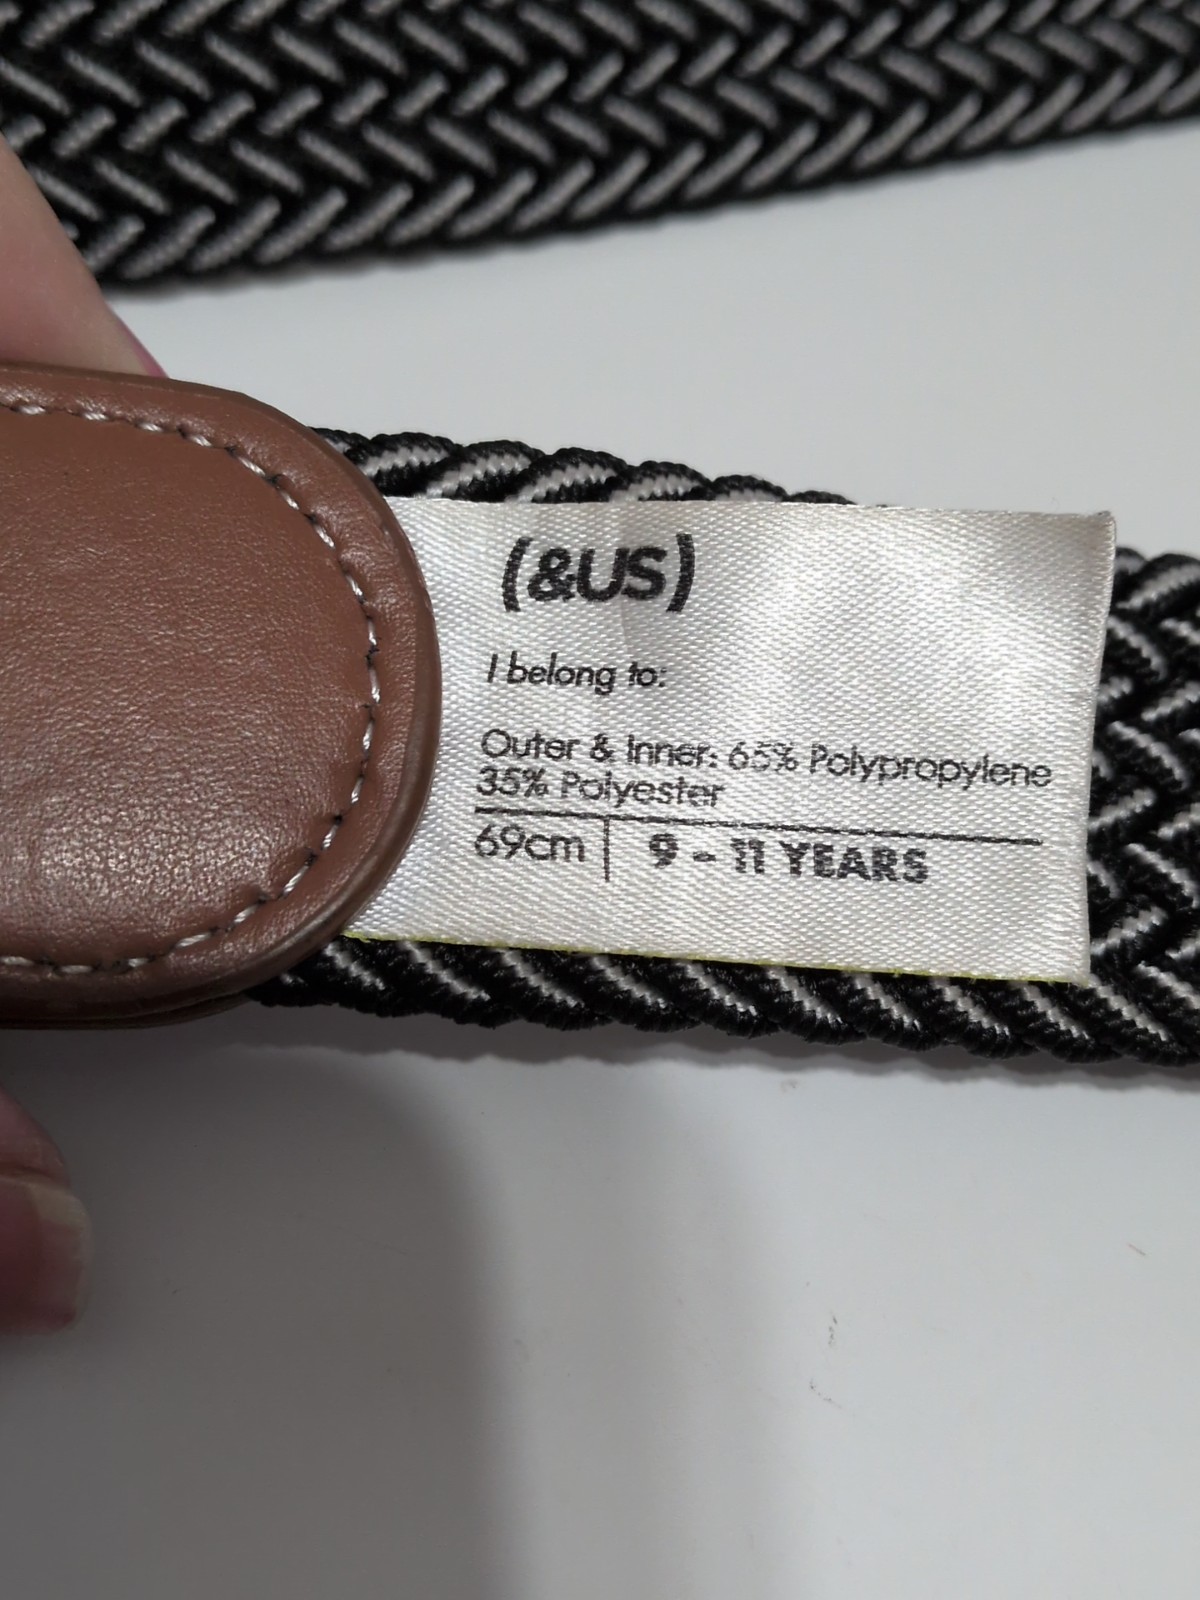 (&US)
I belong to:
Outer & Inner: 65% Polypropylene
35% Polyester
69cm | 9 - 11 YEARS